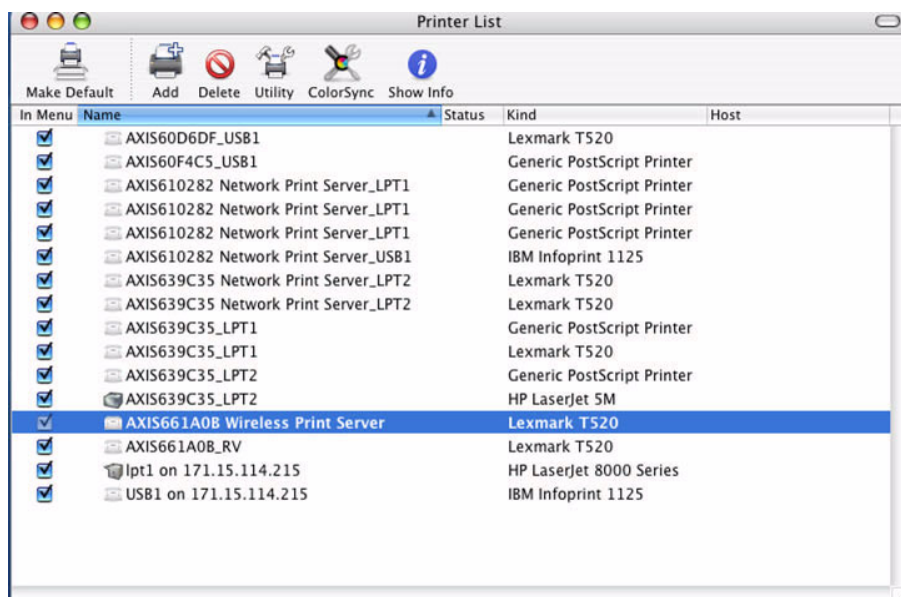 Printer List
Make Default Add Delete Utility ColorSync Show Info
In Menu Name Status Kind Host
AXIS60D6DF_USB1 Lexmark T520
AXIS60F4C5_USB1 Generic PostScript Printer
AXIS610282 Network Print Server_LPT1 Generic PostScript Printer
AXIS610282 Network Print Server_LPT1 Generic PostScript Printer
AXIS610282 Network Print Server_LPT1 Generic PostScript Printer
AXIS610282 Network Print Server_USB1 IBM Infoprint 1125
AXIS639C35 Network Print Server_LPT2 Lexmark T520
AXIS639C35 Network Print Server_LPT2 Lexmark T520
AXIS639C35_LPT1 Generic PostScript Printer
AXIS639C35_LPT1 Lexmark T520
AXIS639C35_LPT2 Generic PostScript Printer
AXIS639C35_LPT2 HP LaserJet 5M
AXIS661A0B Wireless Print Server Lexmark T520
AXIS661A0B_RV Lexmark T520
lpt1 on 171.15.114.215 HP LaserJet 8000 Series
USB1 on 171.15.114.215 IBM Infoprint 1125